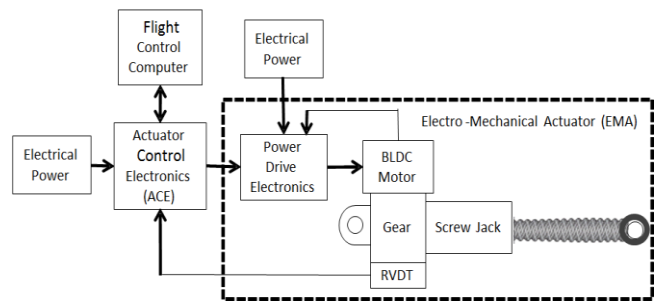 Flight
Control
Computer
Electrical
Power
Electro-Mechanical Actuator (EMA)
Electrical
Power
Actuator
Control
Electronics
(ACE)
Power
Drive
Electronics
BLDC
Motor
Gear
Screw Jack
RVDT